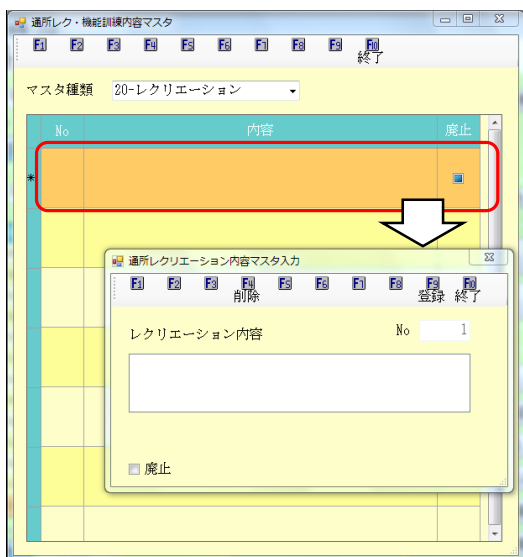 通所レク・機能訓練内容マスタ
F1 F2 F3 F4 F5 F6 F7 F8 F9 F10
終了
マスタ種類 20-レクリエーション
No 内容 廃止
*
通所レクリエーション内容マスタ入力
F1 F2 F3 F4 F5 F6 F7 F8 F9 F10
削除 登録 終了
レクリエーション内容 No 1
廃止